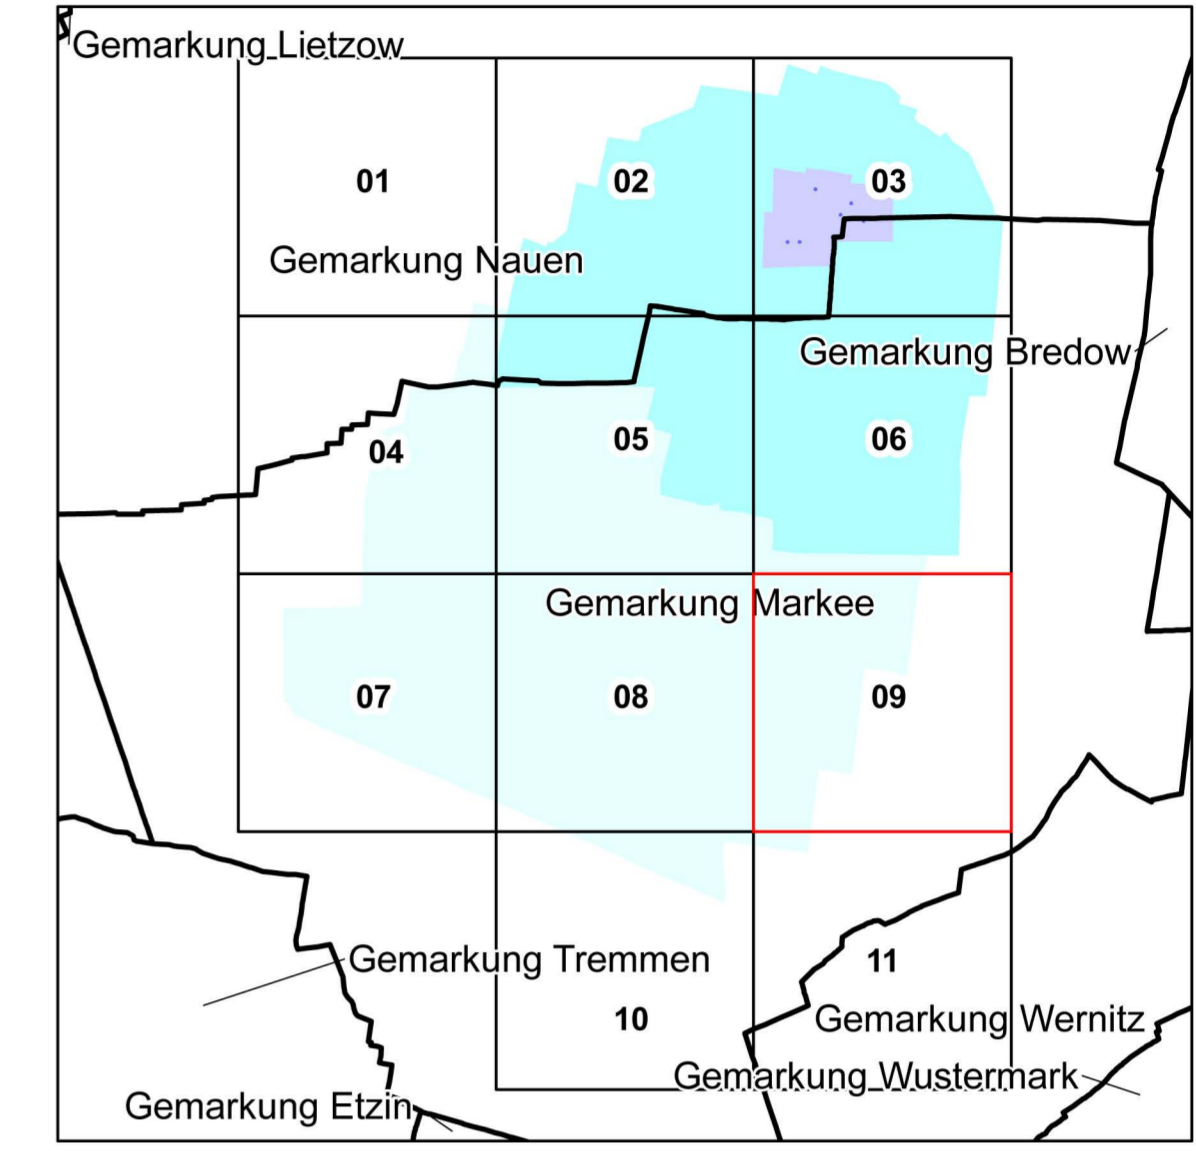 Gemarkung Lietzow
01
02
03
Gemarkung Nauen
Gemarkung Bredow
04
05
06
Gemarkung Markee
07
08
09
Gemarkung Tremmen
11
10
Gemarkung Wernitz
Gemarkung Wustermark
Gemarkung Etzin